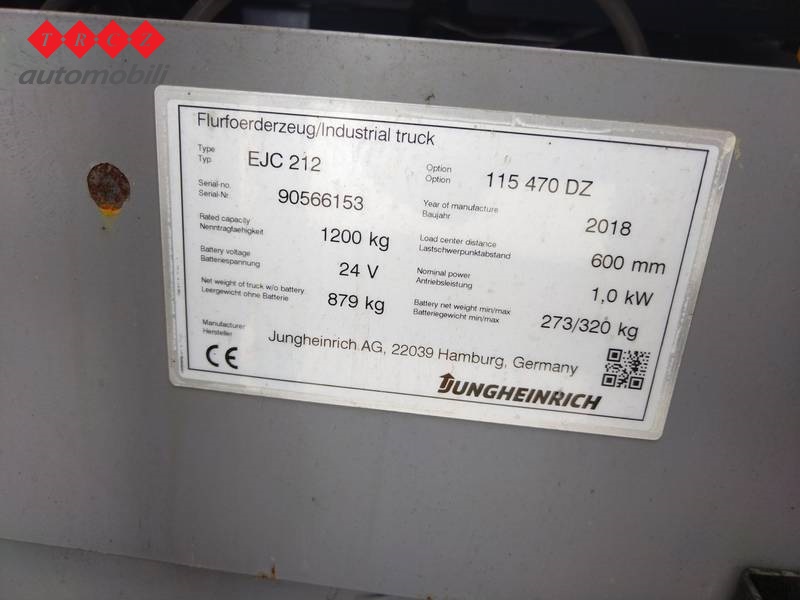 TRCZ
automobili
Flurfoerderzeug/Industrial truck
Type
Typ
EJC 212
Option
Option
115 470 DZ
Serial-no.
Serial-Nr.
90566153
Year of manufacture
Baujahr
2018
Rated capacity
Nenntragfaehigkeit
1200 kg
Load center distance
Lastschwerpunktabstand
600 mm
Battery voltage
Batteriespannung
24 V
Nominal power
Antriebsleistung
1,0 kW
Net weight of truck w/o battery
Leergewicht ohne Batterie
879 kg
Battery net weight min/max
Batteriegewicht min/max
273/320 kg
Manufacturer
Hersteller
Jungheinrich AG, 22039 Hamburg, Germany
CE
JUNGHEINRICH